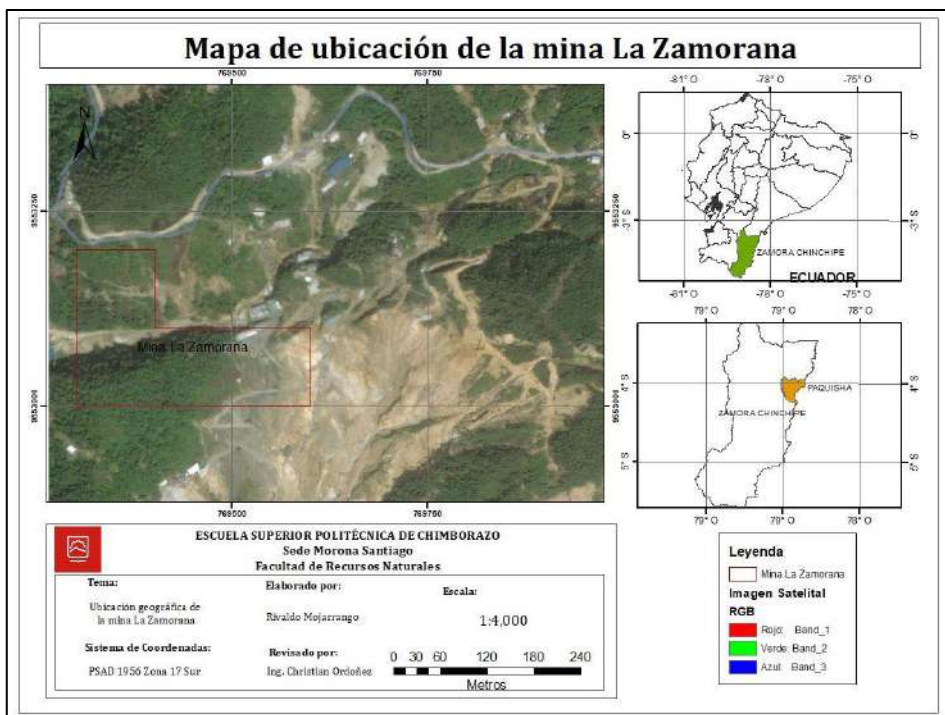 Mapa de ubicación de la mina La Zamorana
769500
769750
N
9553250
9553000
Mina La Zamorana
769500
769750
-81° O
-78° O
-75° O
0°
0°
-3° S
-3° S
ZAMORA CHINCHIPE
ECUADOR
-81° O
-78° O
-75° O
79° O
79° O
78° O
4° S
4° S
PAQUISHA
ZAMORA CHINCHIPE
5° S
5° S
79° O
79° O
78° O
ESCUELA SUPERIOR POLITÉCNICA DE CHIMBORAZO
Sede Morona Santiago
Facultad de Recursos Naturales
Tema:
Ubicación geográfica de
la mina La Zamorana
Sistema de Coordenadas:
PSAD 1956 Zona 17 Sur
Elaborado por:
Rivaldo Mojarrango
Revisado por:
Ing. Christian Ordoñez
Escala:
1:4,000
0 30 60 120 180 240
Metros
Leyenda
Mina La Zamorana
Imagen Satelital
RGB
Rojo: Band_1
Verde: Band_2
Azul: Band_3